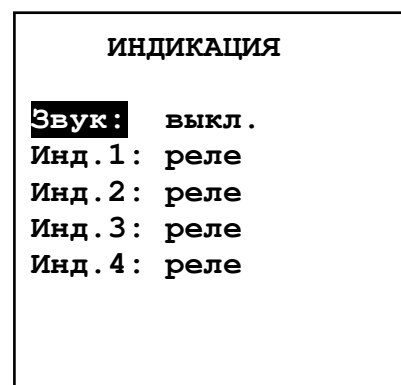 ИНДИКАЦИЯ
Звук: выкл.
Инд.1: реле
Инд.2: реле
Инд.3: реле
Инд.4: реле